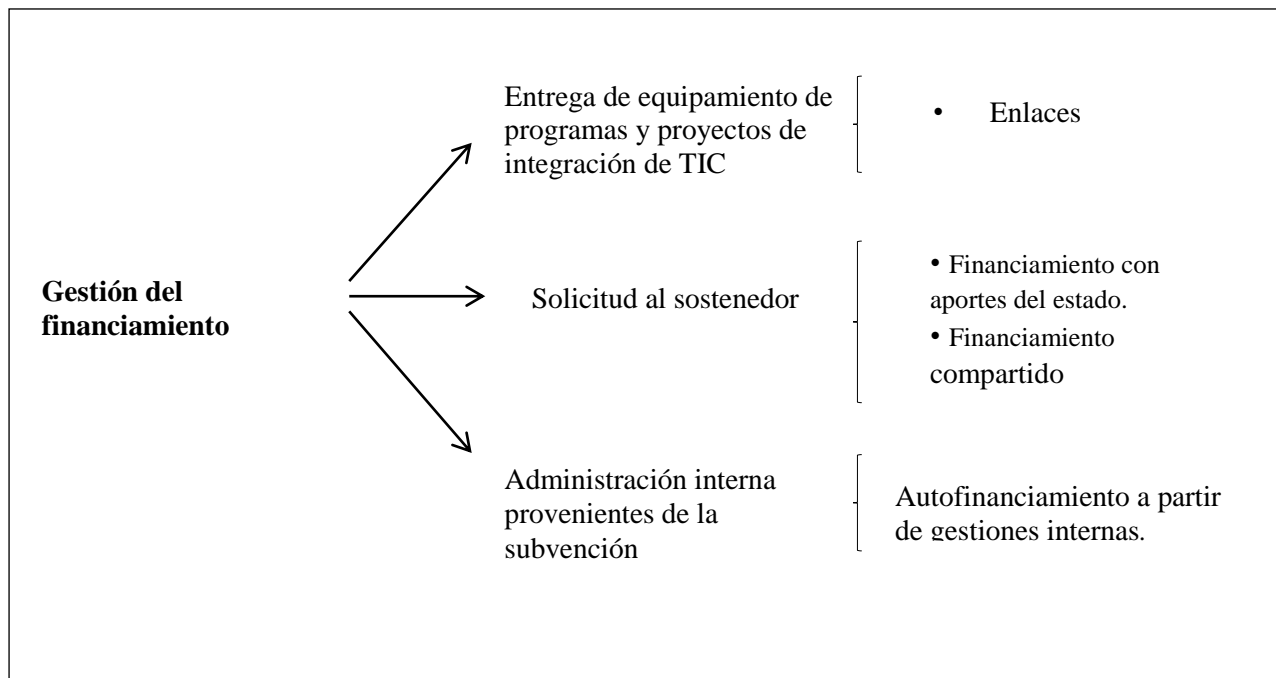 Entrega de equipamiento de
programas y proyectos de
integración de TIC
• Enlaces
Gestión del
financiamiento
Solicitud al sostenedor
• Financiamiento con
aportes del estado.
• Financiamiento
compartido
Administración interna
provenientes de la
subvención
Autofinanciamiento a partir
de gestiones internas.